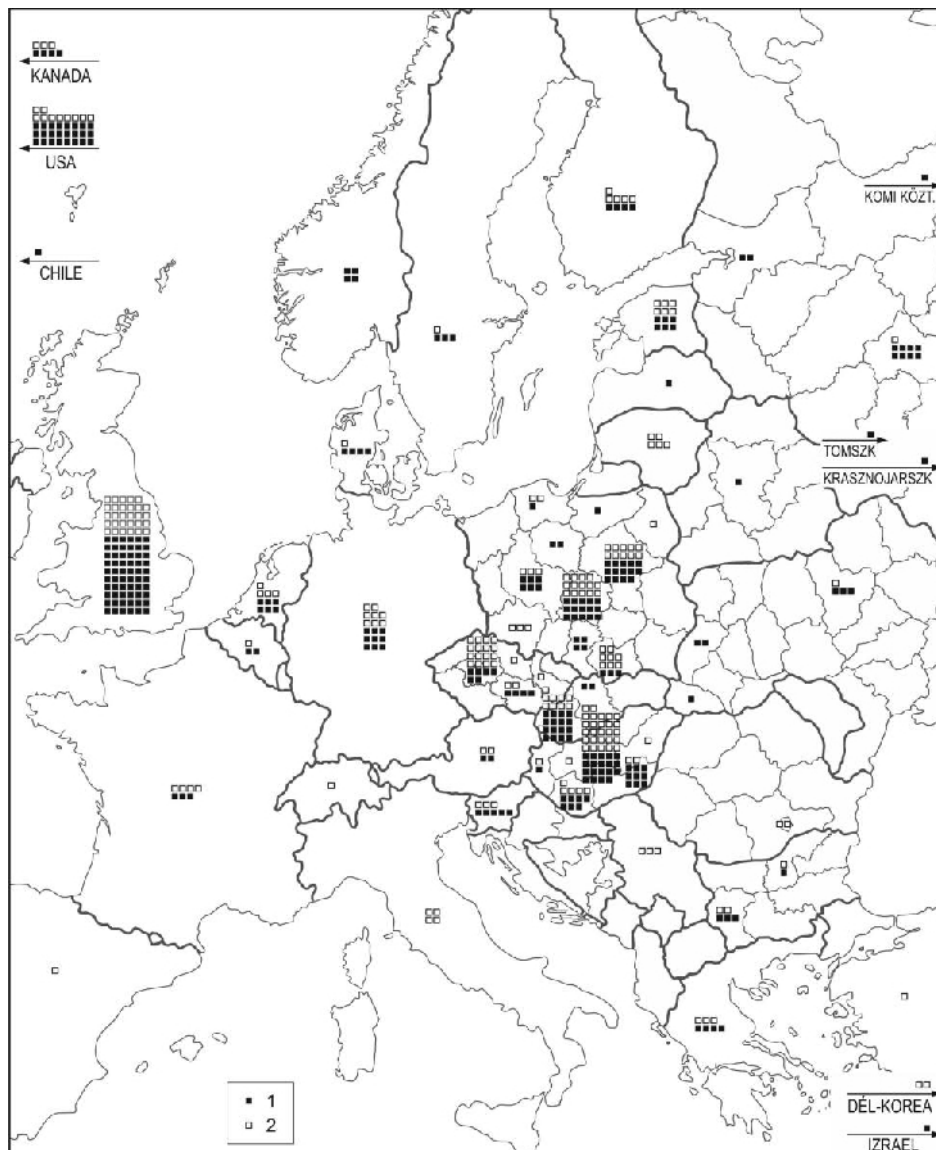 KANADA
USA
CHILE
KOMI KÖZT.
TOMSZK
KRASZNOJARSZK
1
2
DÉL-KOREA
IZRAEL